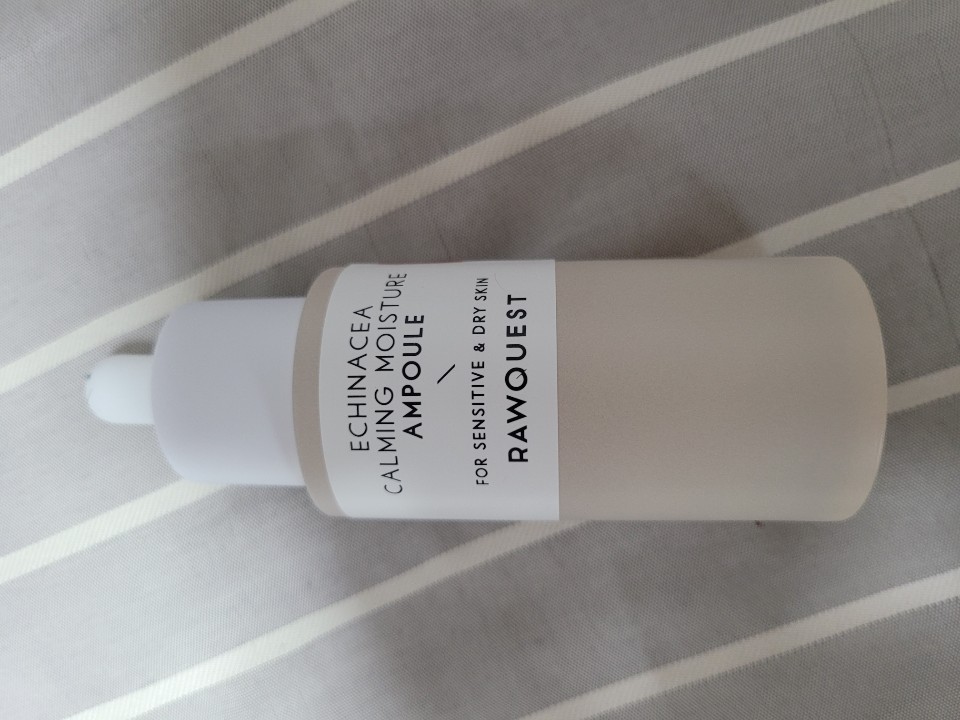 ECHINACEA
CALMING MOISTURE
AMPOULE
FOR SENSITIVE & DRY SKIN
RAWQUEST